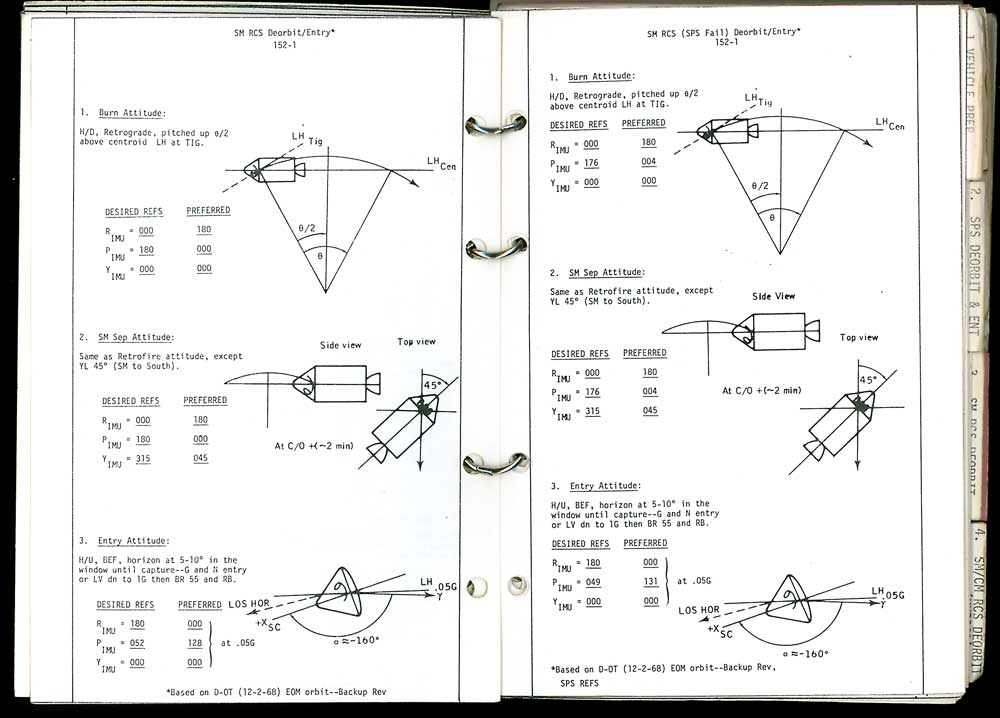 SM RCS Deorbit/Entry*
152-1
1. Burn Attitude:
H/D, Retrograde, pitched up θ/2
above centroid LH at TIG.
LH Tig
LH Cen
θ/2
θ
DESIRED REFS PREFERRED
R IMU = 000 180
P IMU = 180 000
Y IMU = 000 000
2. SM Sep Attitude:
Same as Retrofire attitude, except
YL 45° (SM to South).
Side view
Top view
45°
DESIRED REFS PREFERRED
R IMU = 000 180
P IMU = 180 000
Y IMU = 315 045
At C/O +(~2 min)
3. Entry Attitude:
H/U, BEF, horizon at 5-10° in the
window until capture--G and N entry
or LV dn to 1G then BR 55 and RB.
DESIRED REFS PREFERRED
R IMU = 180 000
P IMU = 052 128 at .05G
Y IMU = 000 000
LOS HOR
+X SC
LH .05G
γ
α ≈-160°
*Based on D-OT (12-2-68) EOM orbit--Backup Rev
SM RCS (SPS Fail) Deorbit/Entry*
152-1
1. Burn Attitude:
H/D, Retrograde, pitched up θ/2
above centroid LH at TIG.
LH Tig
LH Cen
θ/2
θ
DESIRED REFS PREFERRED
R IMU = 000 180
P IMU = 176 004
Y IMU = 000 000
2. SM Sep Attitude:
Same as Retrofire attitude, except
YL 45° (SM to South).
Side View
Top view
45°
DESIRED REFS PREFERRED
R IMU = 000 180
P IMU = 176 004
Y IMU = 315 045
At C/O +(~2 min)
3. Entry Attitude:
H/U, BEF, horizon at 5-10° in the
window until capture--G and N entry
or LV dn to 1G then BR 55 and RB.
DESIRED REFS PREFERRED
R IMU = 180 000
P IMU = 049 131 at .05G
Y IMU = 000 000
LOS HOR
+X SC
LH .05G
γ
α ≈-160°
*Based on D-OT (12-2-68) EOM orbit--Backup Rev,
SPS REFS
1 VEHICLE PREP
2. SPS DEORBIT & ENT
3 SM RCS DEORBIT
4. SM/CM RCS DEORBIT